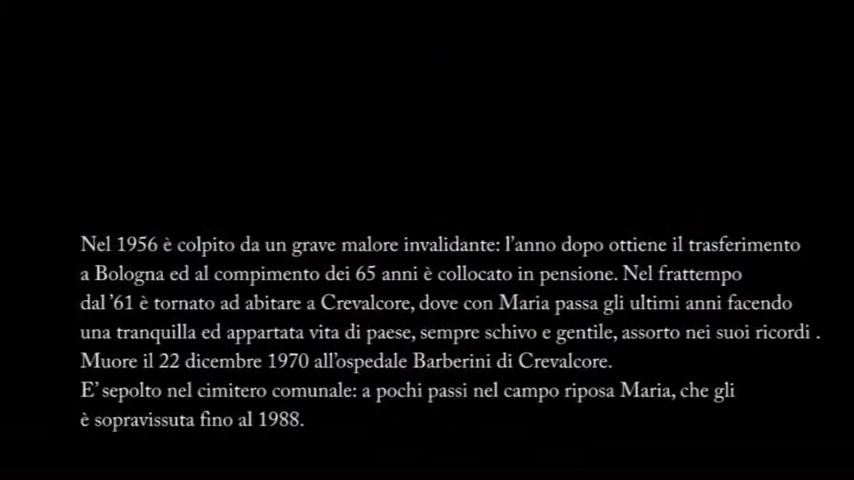 Nel 1956 è colpito da un grave malore invalidante: l'anno dopo ottiene il trasferimento
a Bologna ed al compimento dei 65 anni è collocato in pensione. Nel frattempo
dal '61 è tornato ad abitare a Crevalcore, dove con Maria passa gli ultimi anni facendo
una tranquilla ed appartata vita di paese, sempre schivo e gentile, assorto nei suoi ricordi .
Muore il 22 dicembre 1970 all'ospedale Barberini di Crevalcore.
E' sepolto nel cimitero comunale: a pochi passi nel campo riposa Maria, che gli
è sopravissuta fino al 1988.